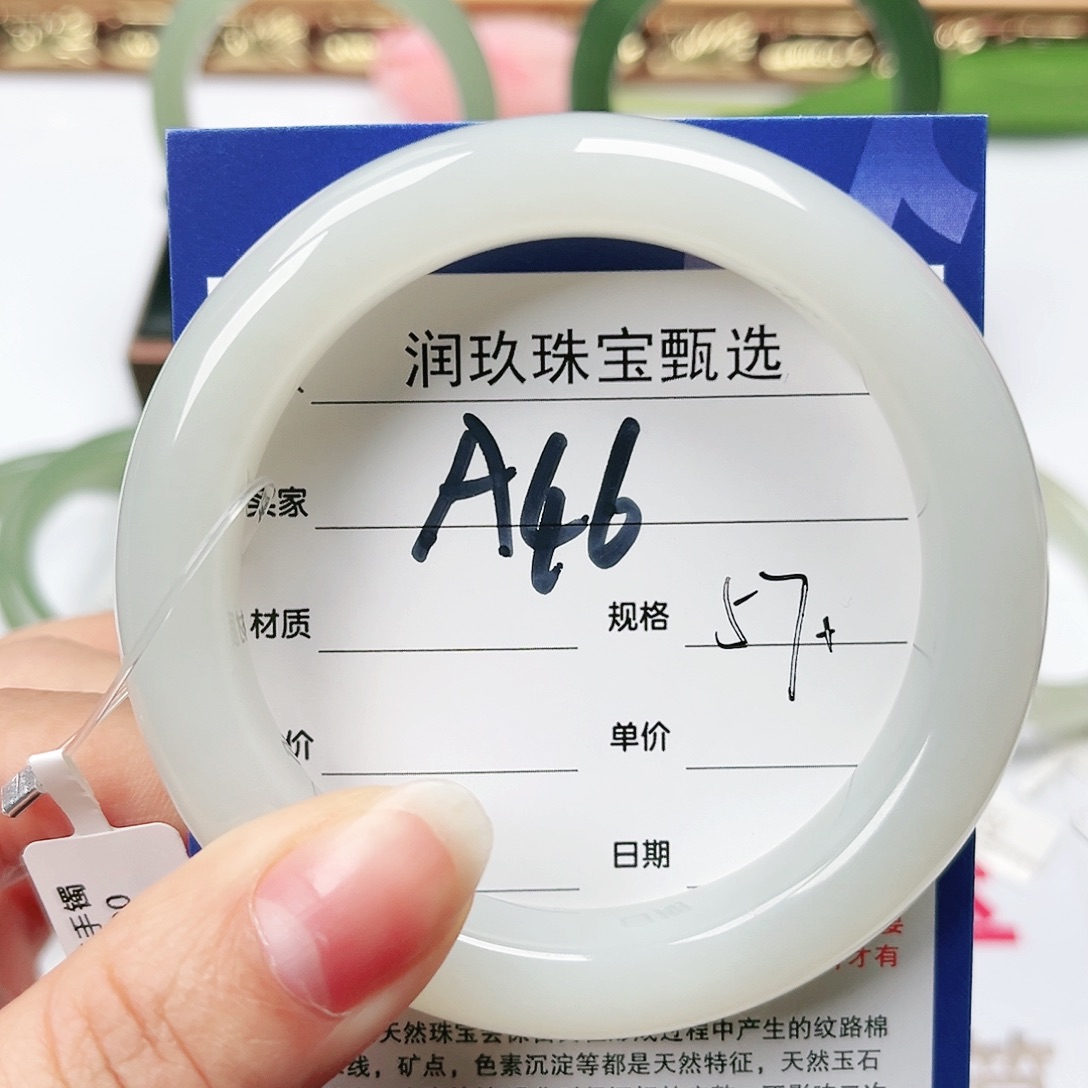 润玖珠宝甄选
A46
家
材质
规格 57+
价
单价
日期
手镯
要
才有
天然珠宝会保留
过程中产生的纹路棉
线，矿点，色素沉淀等都是天然特征，天然玉石